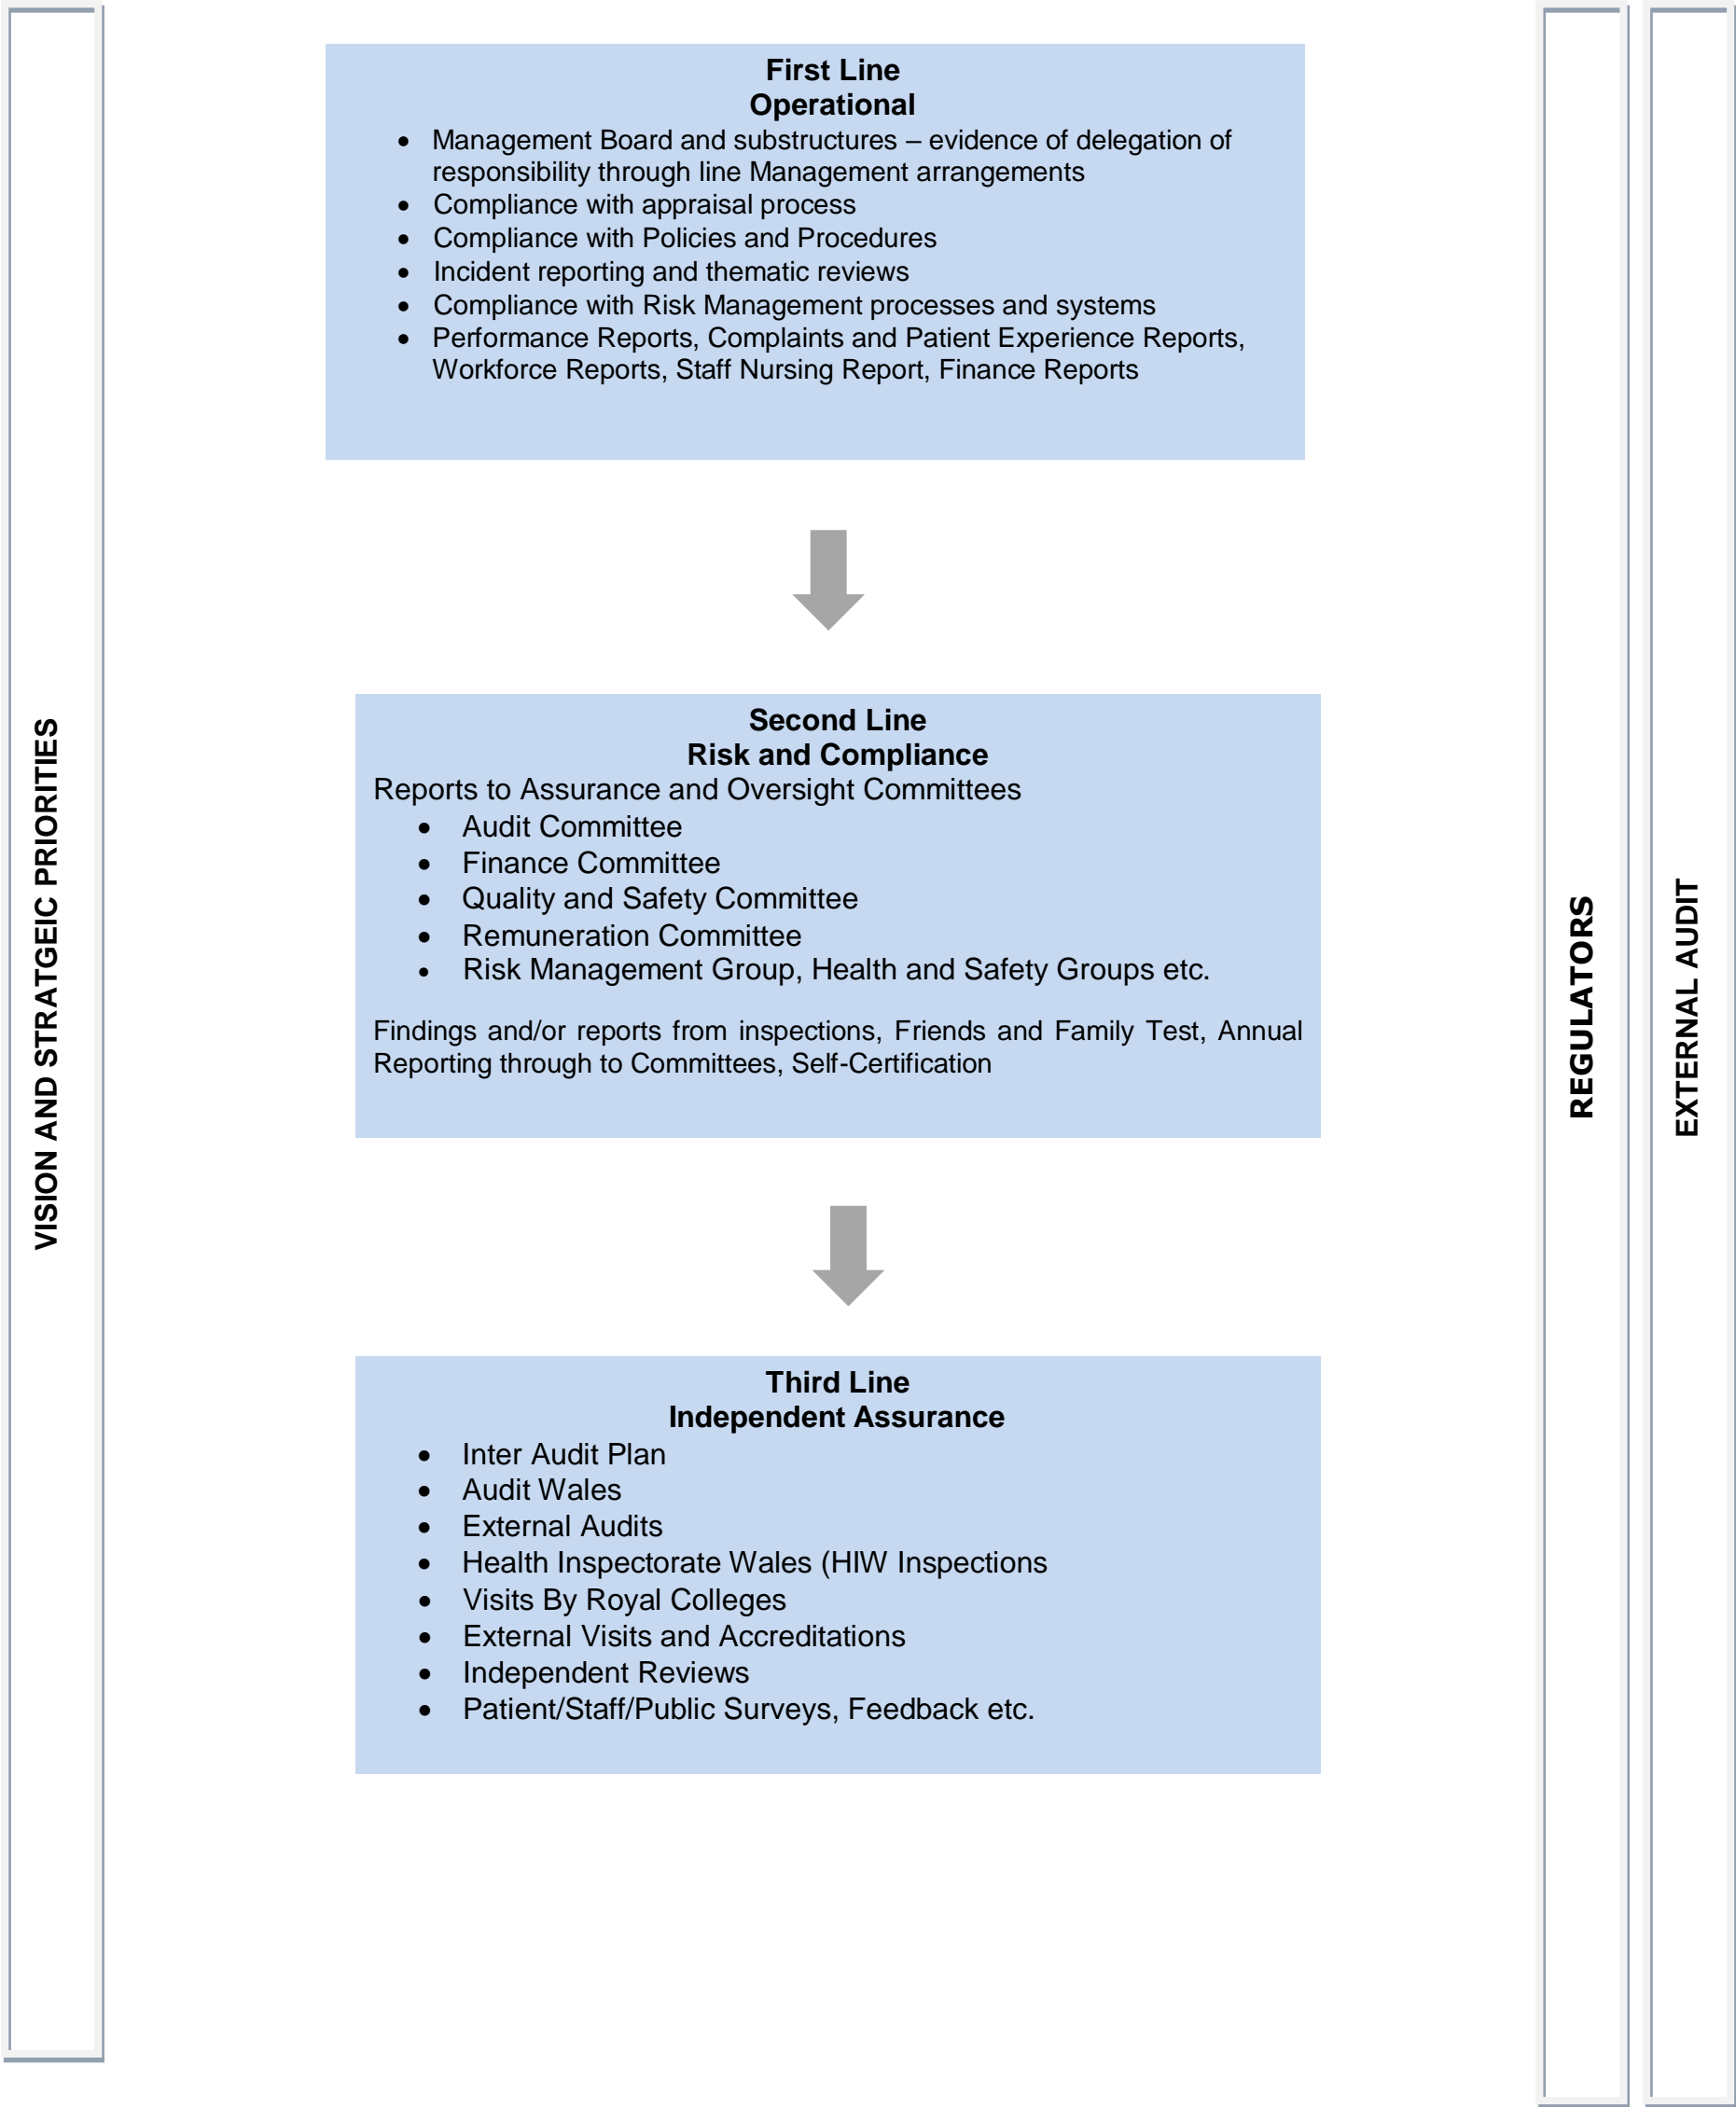 VISION AND STRATGEIC PRIORITIES
First Line
Operational
• Management Board and substructures – evidence of delegation of
responsibility through line Management arrangements
• Compliance with appraisal process
• Compliance with Policies and Procedures
• Incident reporting and thematic reviews
• Compliance with Risk Management processes and systems
• Performance Reports, Complaints and Patient Experience Reports,
Workforce Reports, Staff Nursing Report, Finance Reports
Second Line
Risk and Compliance
Reports to Assurance and Oversight Committees
• Audit Committee
• Finance Committee
• Quality and Safety Committee
• Remuneration Committee
• Risk Management Group, Health and Safety Groups etc.
Findings and/or reports from inspections, Friends and Family Test, Annual
Reporting through to Committees, Self-Certification
Third Line
Independent Assurance
• Inter Audit Plan
• Audit Wales
• External Audits
• Health Inspectorate Wales (HIW Inspections
• Visits By Royal Colleges
• External Visits and Accreditations
• Independent Reviews
• Patient/Staff/Public Surveys, Feedback etc.
REGULATORS
EXTERNAL AUDIT